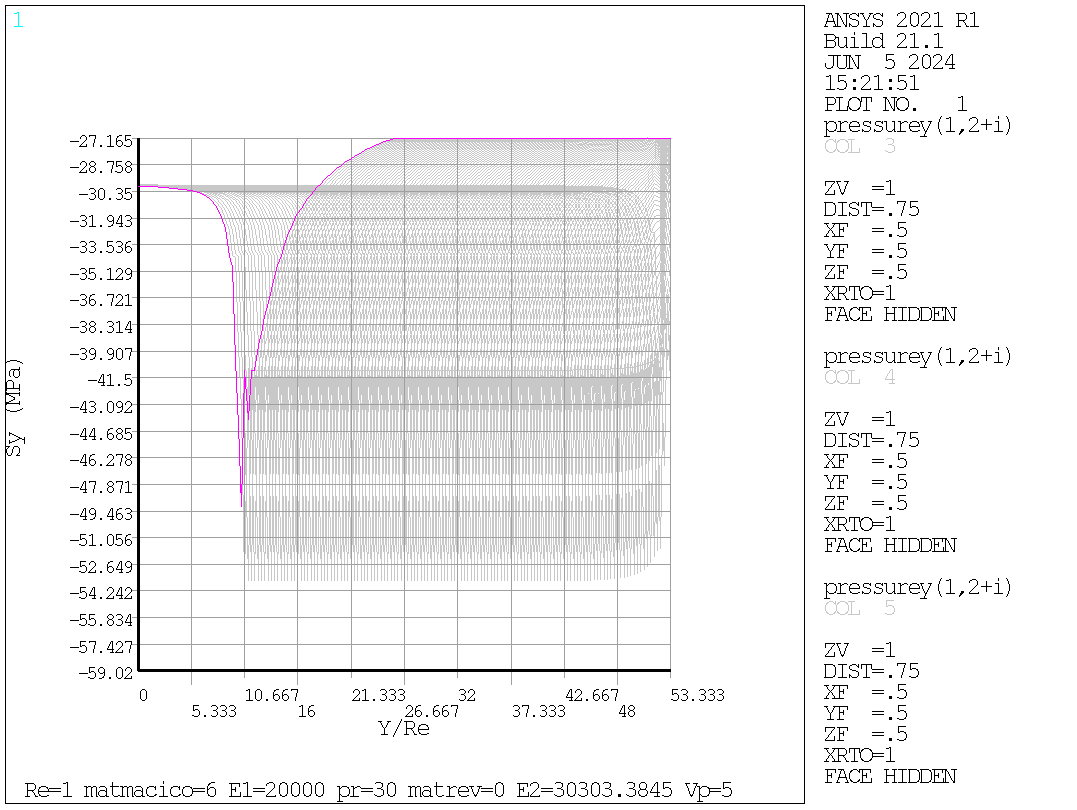 1
ANSYS 2021 R1
Build 21.1
JUN  5 2024
15:21:51
PLOT NO.   1
pressurey(1,2+i)
COL  3
ZV  =1
DIST=.75
XF  =.5
YF  =.5
ZF  =.5
XRTO=1
FACE HIDDEN
pressurey(1,2+i)
COL  4
ZV  =1
DIST=.75
XF  =.5
YF  =.5
ZF  =.5
XRTO=1
FACE HIDDEN
pressurey(1,2+i)
COL  5
ZV  =1
DIST=.75
XF  =.5
YF  =.5
ZF  =.5
XRTO=1
FACE HIDDEN
Sy (MPa)
-27.165
-28.758
-30.35
-31.943
-33.536
-35.129
-36.721
-38.314
-39.907
-41.5
-43.092
-44.685
-46.278
-47.871
-49.463
-51.056
-52.649
-54.242
-55.834
-57.427
-59.02
0 10.667 21.333 32 42.667 53.333
5.333 16 26.667 37.333 48
Y/Re
Re=1 matmacico=6 E1=20000 pr=30 matrev=0 E2=30303.3845 Vp=5